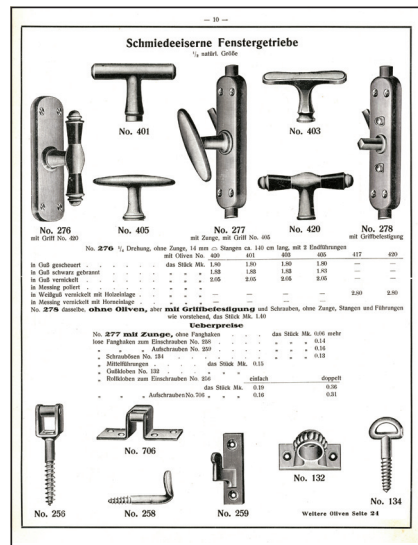 — 10 —
Schmiedeeiserne Fenstergetriebe
½ natürl. Größe
No. 401
No. 403
No. 276
mit Griff No. 420
No. 405
No. 277
mit Zunge, mit Griff No. 405
No. 420
No. 278
mit Griffbefestigung
No. 276 ¼ Drehung, ohne Zunge, 14 mm ⌓ Stangen ca. 140 cm lang, mit 2 Endführungen
mit Oliven No. 400 401 403 405 417 420
in Guß gescheuert das Stück Mk. 1.80 1.80 1.80 1.80 — —
in Guß schwarz gebrannt „ „ „ 1.83 1.83 1.83 1.83 — —
in Guß vernickelt „ „ „ 2.05 2.05 2.05 2.05 — —
in Messing poliert „ „ „
in Weißguß vernickelt mit Holzeinlage „ „ „ — — — — 2.80 2.80
in Messing vernickelt mit Horneinlage „ „ „
No. 278 dasselbe, ohne Oliven, aber mit Griffbefestigung und Schrauben, ohne Zunge, Stangen und Führungen
wie vorstehend, das Stück Mk. 1.40
Ueberpreise
No. 277 mit Zunge, ohne Fanghaken das Stück Mk. 0.06 mehr
lose Fanghaken zum Einschrauben No. 258 „ „ „ 0.14
„ „ „ Aufschrauben No. 259 „ „ „ 0.16
„ Schraubösen No. 134 „ „ „ 0.13
„ Mittelführungen das Stück Mk. 0.15
„ Gußkloben No. 132 „ „ „
„ Rollkloben zum Einschrauben No. 256 einfach doppelt
das Stück Mk. 0.19 0.36
„ „ „ Aufschrauben No. 706 „ „ „ 0.16 0.31
No. 706
No. 256
No. 258
No. 259
No. 132
No. 134
Weitere Oliven Seite 24